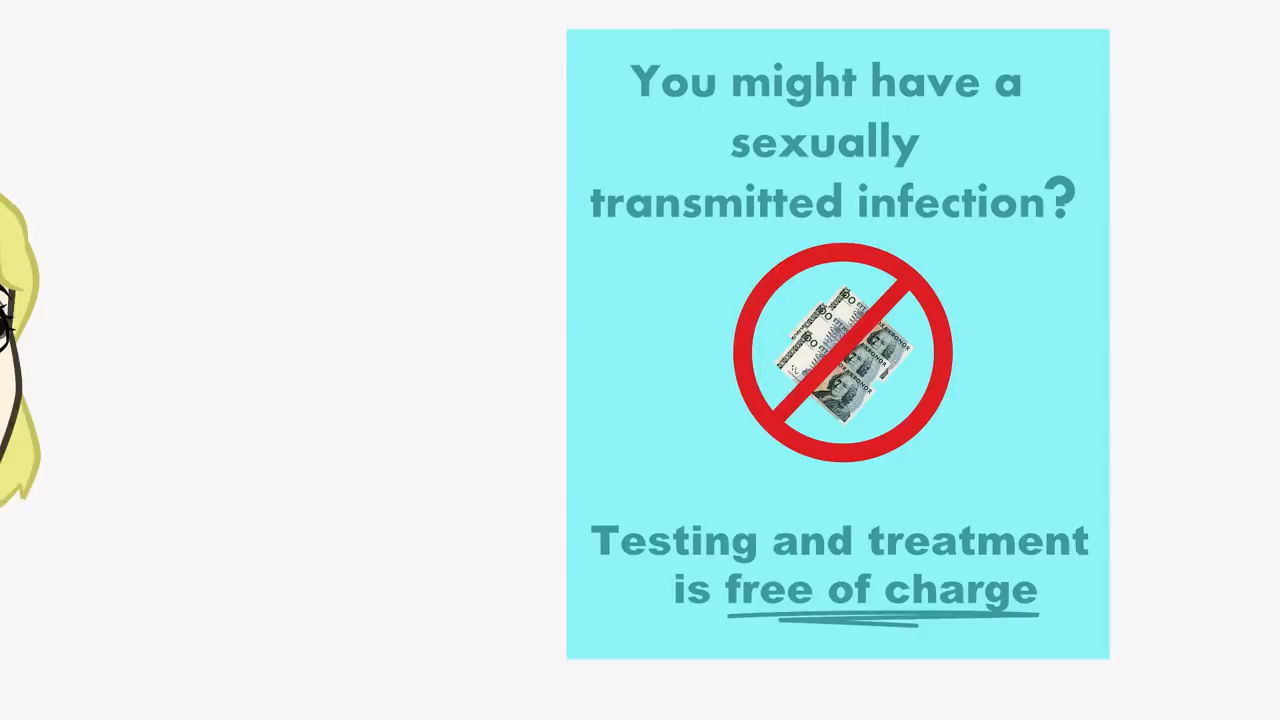 You might have a
sexually
transmitted infection?
Testing and treatment
is free of charge